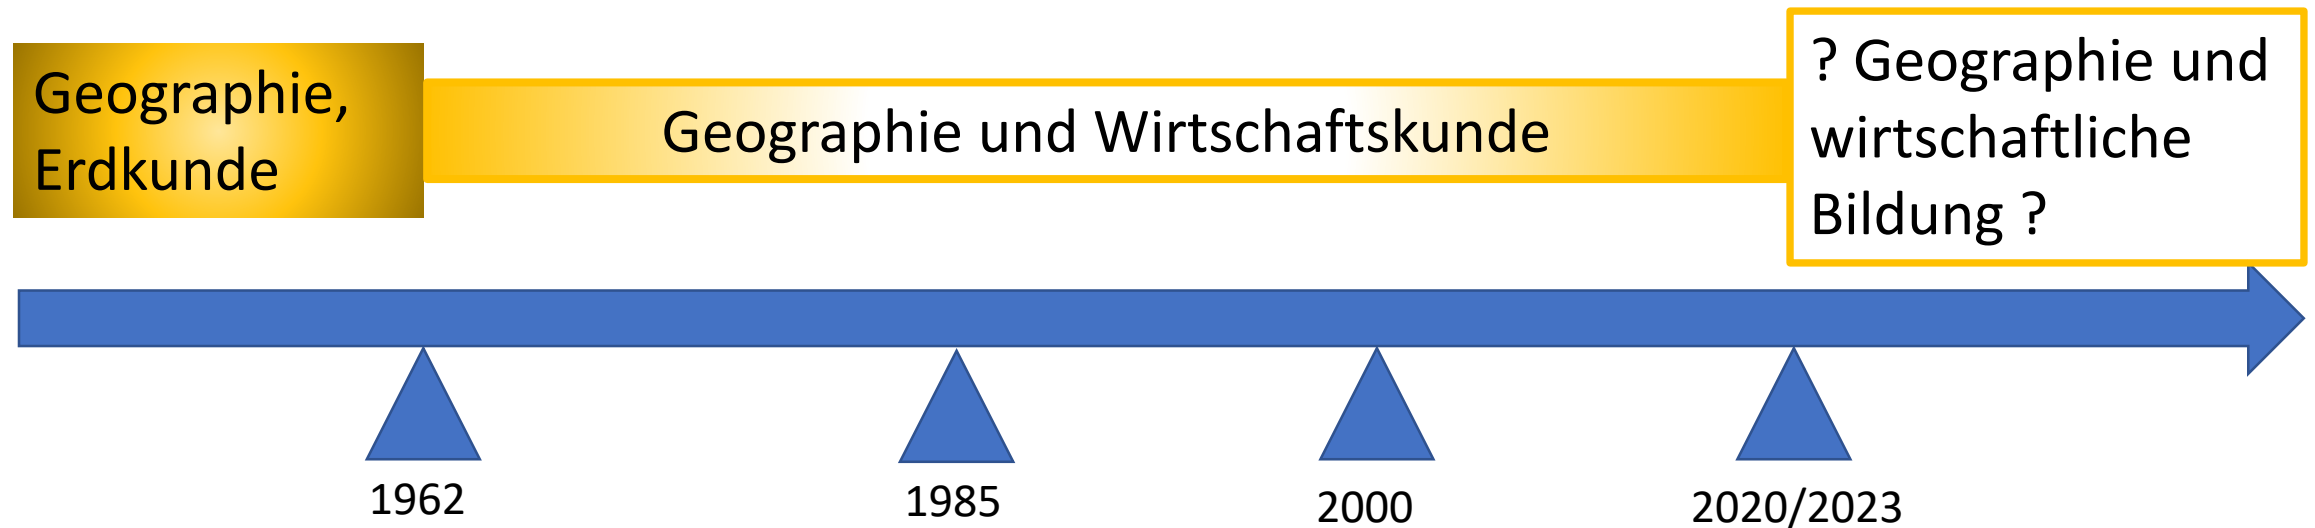 Geographie,
Erdkunde
Geographie und Wirtschaftskunde
? Geographie und
wirtschaftliche
Bildung ?
1962
1985
2000
2020/2023